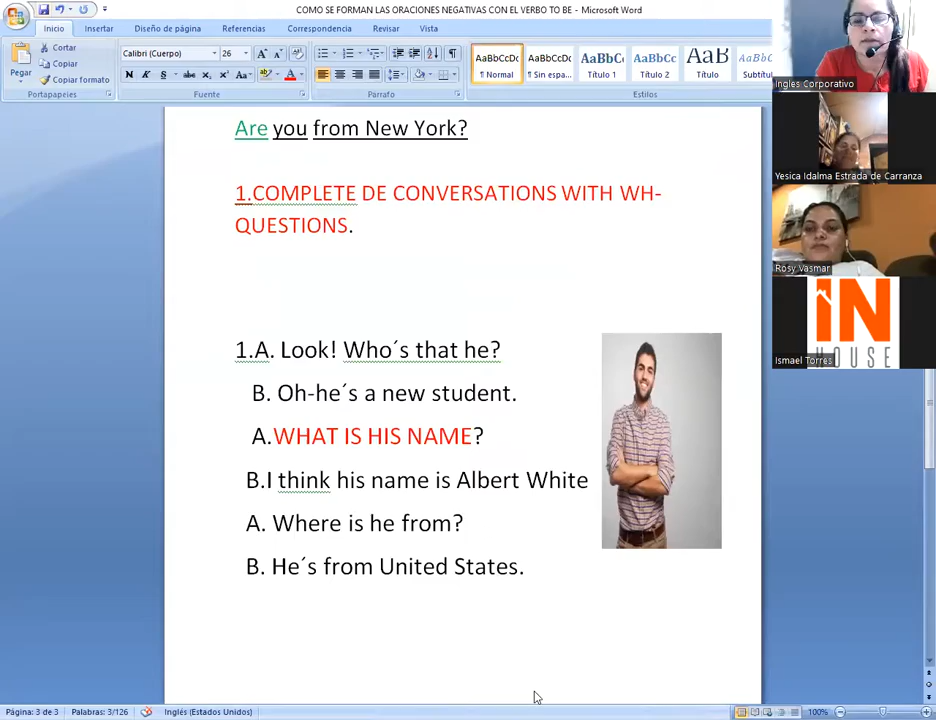 COMO SE FORMAN LAS ORACIONES NEGATIVAS CON EL VERBO TO BE - Microsoft Word
Inicio Insertar Diseño de página Referencias Correspondencia Revisar Vista
Pegar
Cortar
Copiar
Copiar formato
Portapapeles
Calibri (Cuerpo) 26
N K S abc x₂ x² Aa
Fuente
Párrafo
AaBbCcDc AaBbCcDc AaBbCc AaBbCc AaB AaBbCc
¶ Normal ¶ Sin espa... Título 1 Título 2 Título Subtítu
Estilos
Are you from New York?
1.COMPLETE DE CONVERSATIONS WITH WH-
QUESTIONS.
1.A. Look! Who´s that he?
B. Oh-he´s a new student.
A.WHAT IS HIS NAME?
B.I think his name is Albert White
A. Where is he from?
B. He´s from United States.
Ingles Corporativo
Yesica Idalma Estrada de Carranza
Rosy Vasmar
iN
HOUSE
Ismael Torres
Página: 3 de 3 Palabras: 3/126 Inglés (Estados Unidos) 100%